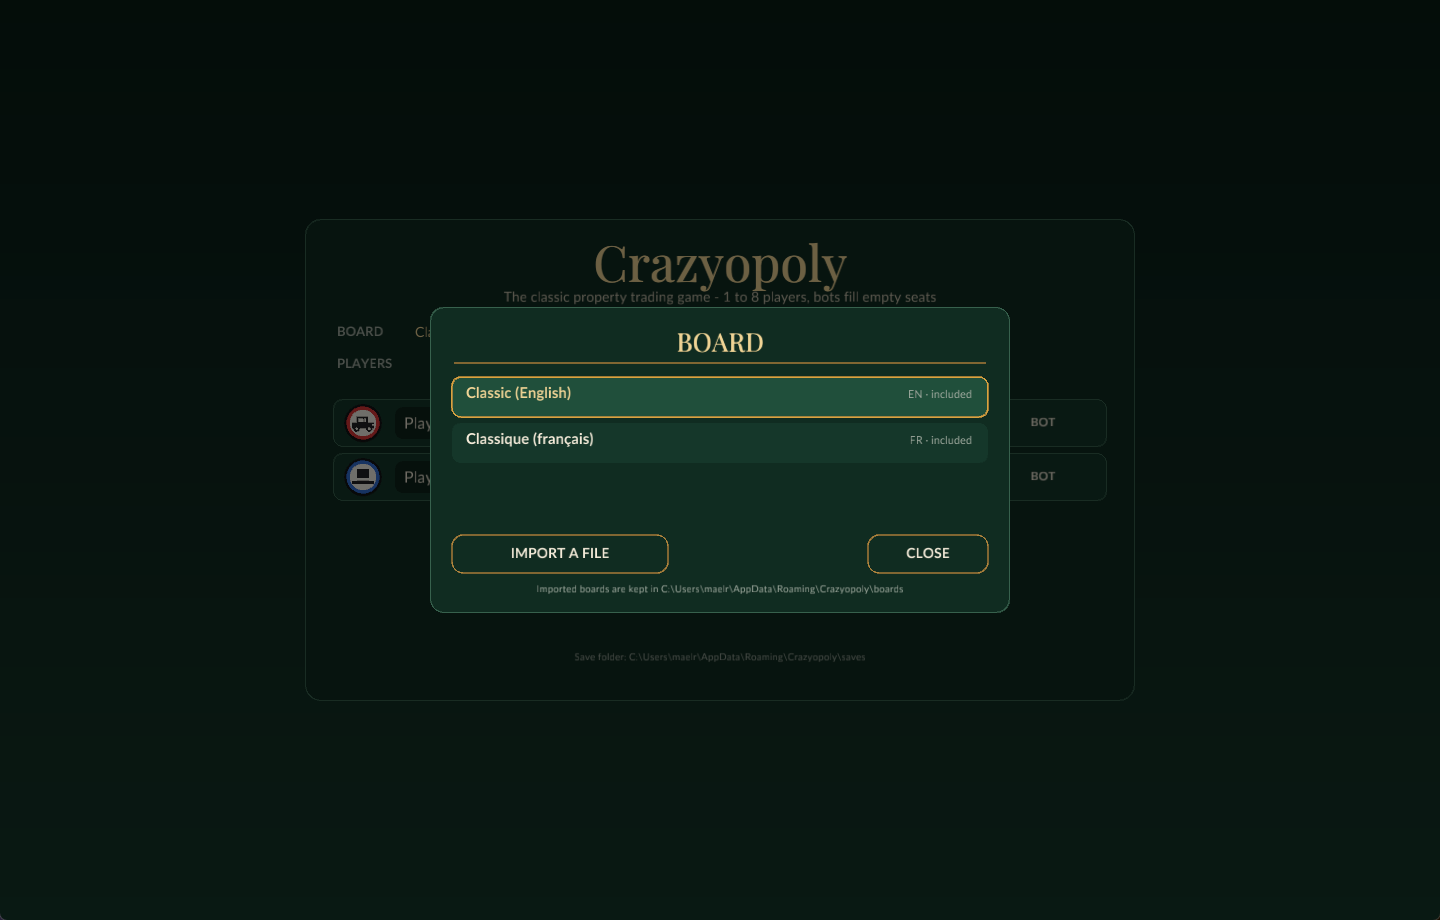 Crazyopoly
The classic property trading game - 1 to 8 players, bots fill empty seats
BOARD
PLAYERS
BOT
BOT
BOARD
Classic (English)
EN · included
Classique (français)
FR · included
IMPORT A FILE
CLOSE
Imported boards are kept in C:\Users\maelr\AppData\Roaming\Crazyopoly\boards
Save folder: C:\Users\maelr\AppData\Roaming\Crazyopoly\saves